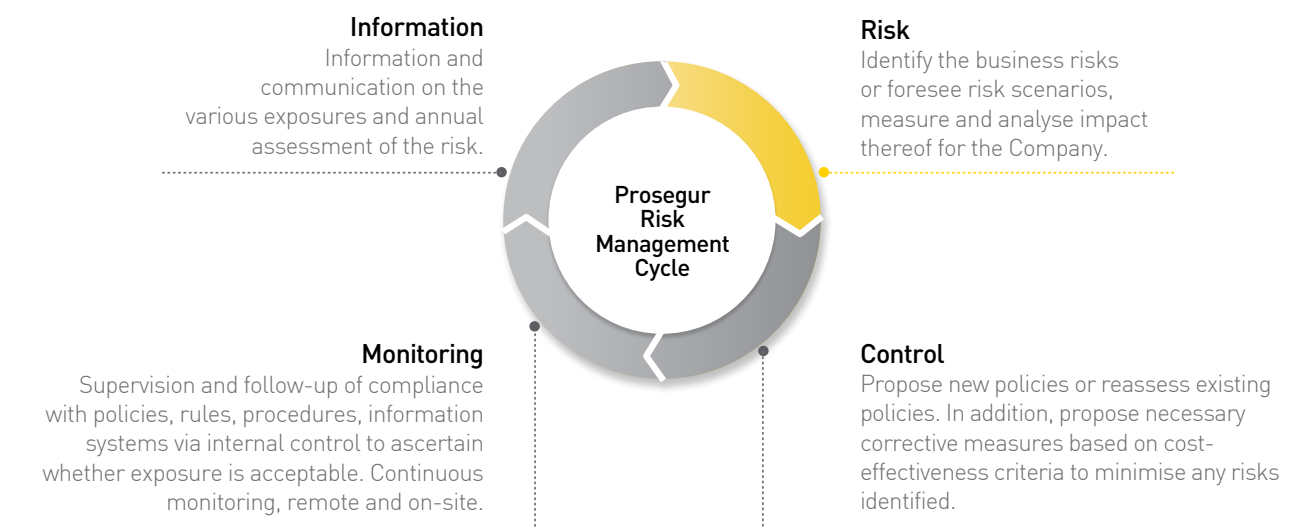 Information
Information and
communication on the
various exposures and annual
assessment of the risk.
Risk
Identify the business risks
or foresee risk scenarios,
measure and analyse impact
thereof for the Company.
Prosegur
Risk
Management
Cycle
Monitoring
Supervision and follow-up of compliance
with policies, rules, procedures, information
systems via internal control to ascertain
whether exposure is acceptable. Continuous
monitoring, remote and on-site.
Control
Propose new policies or reassess existing
policies. In addition, propose necessary
corrective measures based on cost-
effectiveness criteria to minimise any risks
identified.